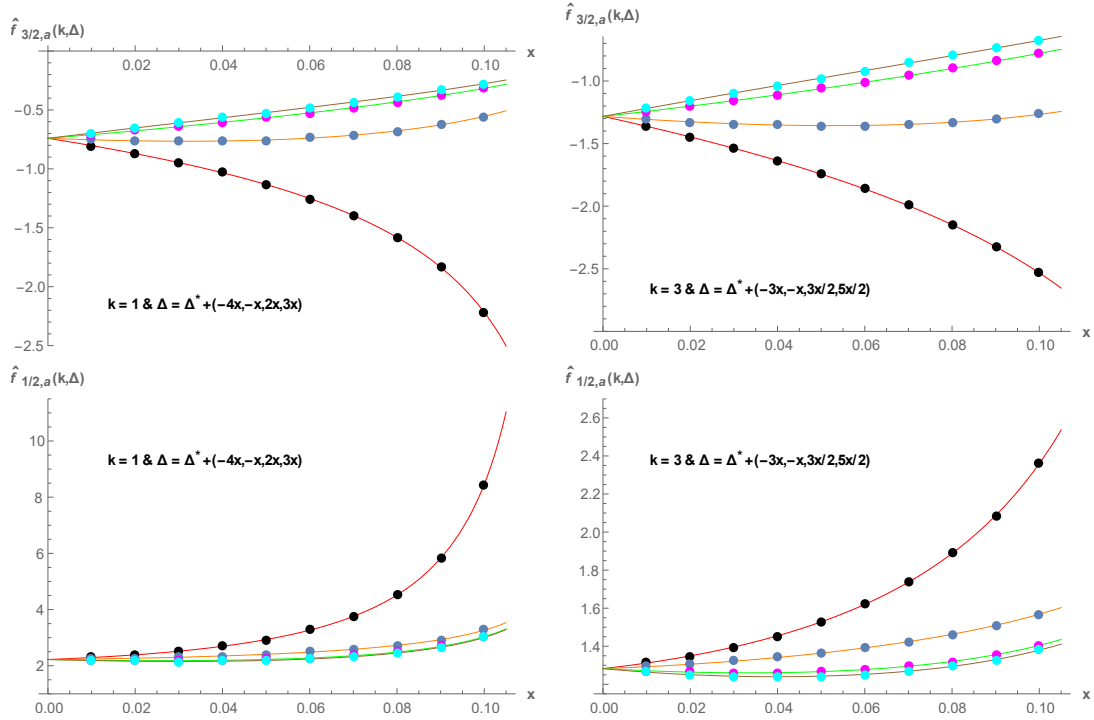 f̂ 3/2,a(k,Δ)
x
0.02 0.04 0.06 0.08 0.10
−0.5
−1.0
−1.5
−2.0
−2.5
k = 1 & Δ = Δ* +(−4x,−x,2x,3x)
f̂ 3/2,a(k,Δ)
−1.0
−1.5
−2.0
−2.5
k = 3 & Δ = Δ* +(−3x,−x,3x/2,5x/2)
0.00 0.02 0.04 0.06 0.08 0.10
x
f̂ 1/2,a(k,Δ)
10
8
6
4
2
k = 1 & Δ = Δ* +(−4x,−x,2x,3x)
0.00 0.02 0.04 0.06 0.08 0.10
x
f̂ 1/2,a(k,Δ)
2.6
2.4
2.2
2.0
1.8
1.6
1.4
k = 3 & Δ = Δ* +(−3x,−x,3x/2,5x/2)
0.00 0.02 0.04 0.06 0.08 0.10
x